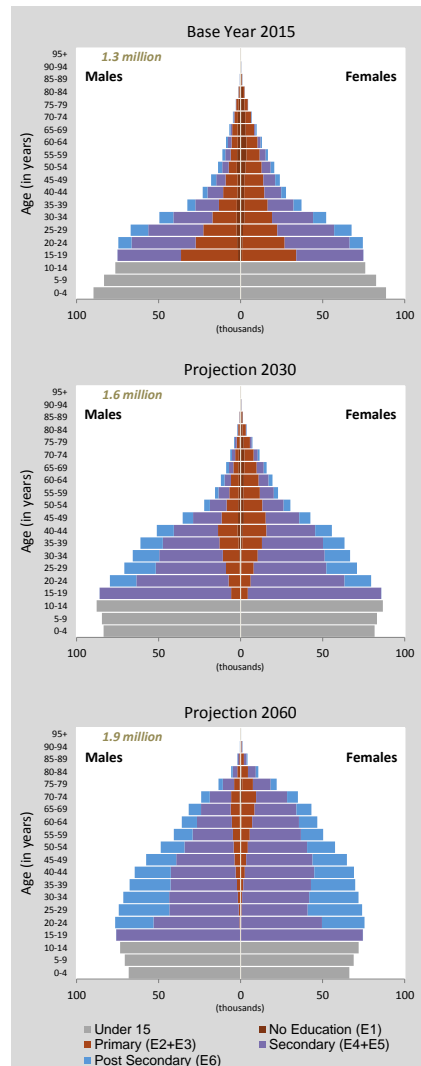 Base Year 2015
1.3 million
Males
Females
Age (in years)
95+
90-94
85-89
80-84
75-79
70-74
65-69
60-64
55-59
50-54
45-49
40-44
35-39
30-34
25-29
20-24
15-19
10-14
5-9
0-4
100 50 0 50 100
(thousands)
Projection 2030
1.6 million
Males
Females
Age (in years)
95+
90-94
85-89
80-84
75-79
70-74
65-69
60-64
55-59
50-54
45-49
40-44
35-39
30-34
25-29
20-24
15-19
10-14
5-9
0-4
100 50 0 50 100
(thousands)
Projection 2060
1.9 million
Males
Females
Age (in years)
95+
90-94
85-89
80-84
75-79
70-74
65-69
60-64
55-59
50-54
45-49
40-44
35-39
30-34
25-29
20-24
15-19
10-14
5-9
0-4
100 50 0 50 100
(thousands)
Under 15
No Education (E1)
Primary (E2+E3)
Secondary (E4+E5)
Post Secondary (E6)